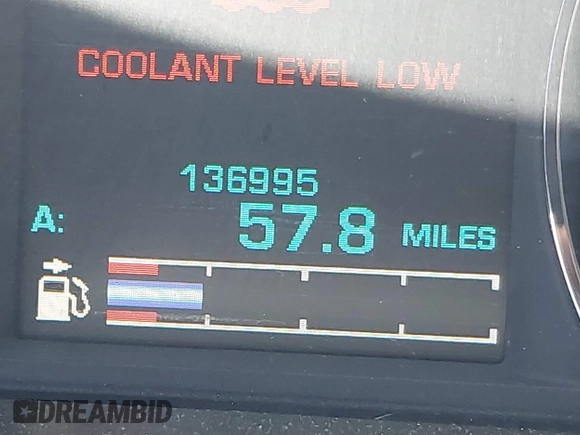 COOLANT LEVEL LOW
136995
A: 57.8 MILES
DREAMBID